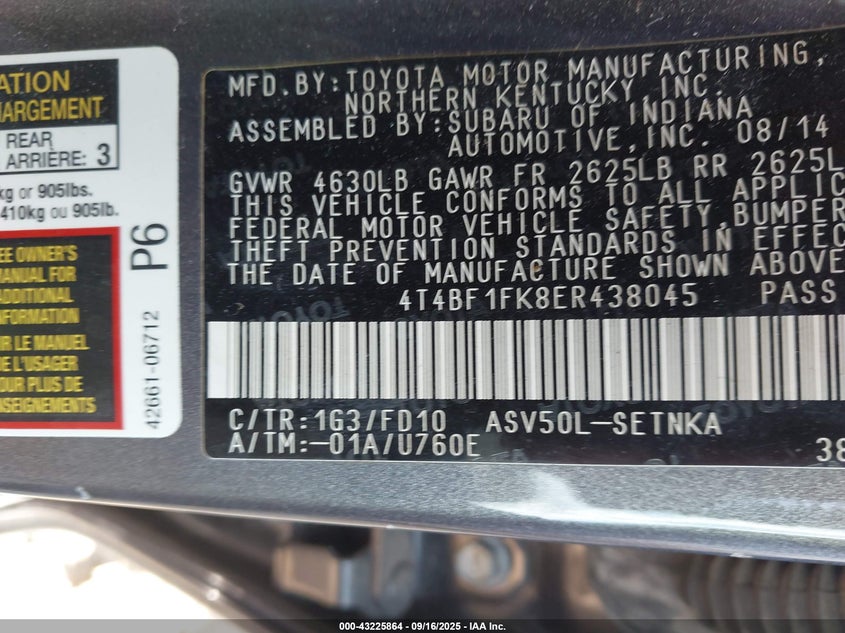 ATION
HARGEMENT
REAR
ARRIÈRE: 3
kg or 905lbs.
410kg ou 905lb.
EE OWNER'S
MANUAL FOR
ADDITIONAL
NFORMATION
R LE MANUEL
DE L'USAGER
OUR PLUS DE
NSEIGNEMENTS
P6
42661-06712
MFD.BY:TOYOTA MOTOR MANUFACTURING,
NORTHERN KENTUCKY, INC.
ASSEMBLED BY:SUBARU OF INDIANA
AUTOMOTIVE,INC. 08/14
GVWR 4630LB GAWR FR 2625LB RR 2625L
THIS VEHICLE CONFORMS TO ALL APPLIC
FEDERAL MOTOR VEHICLE SAFETY,BUMPER
THEFT PREVENTION STANDARDS IN EFFEC
THE DATE OF MANUFACTURE SHOWN ABOVE
4T4BF1FK8ER438045 PASS
C/TR:1G3/FD10 ASV50L-SETNKA
A/TM:-01A/U760E 38
000-43225864 - 09/16/2025 - IAA Inc.